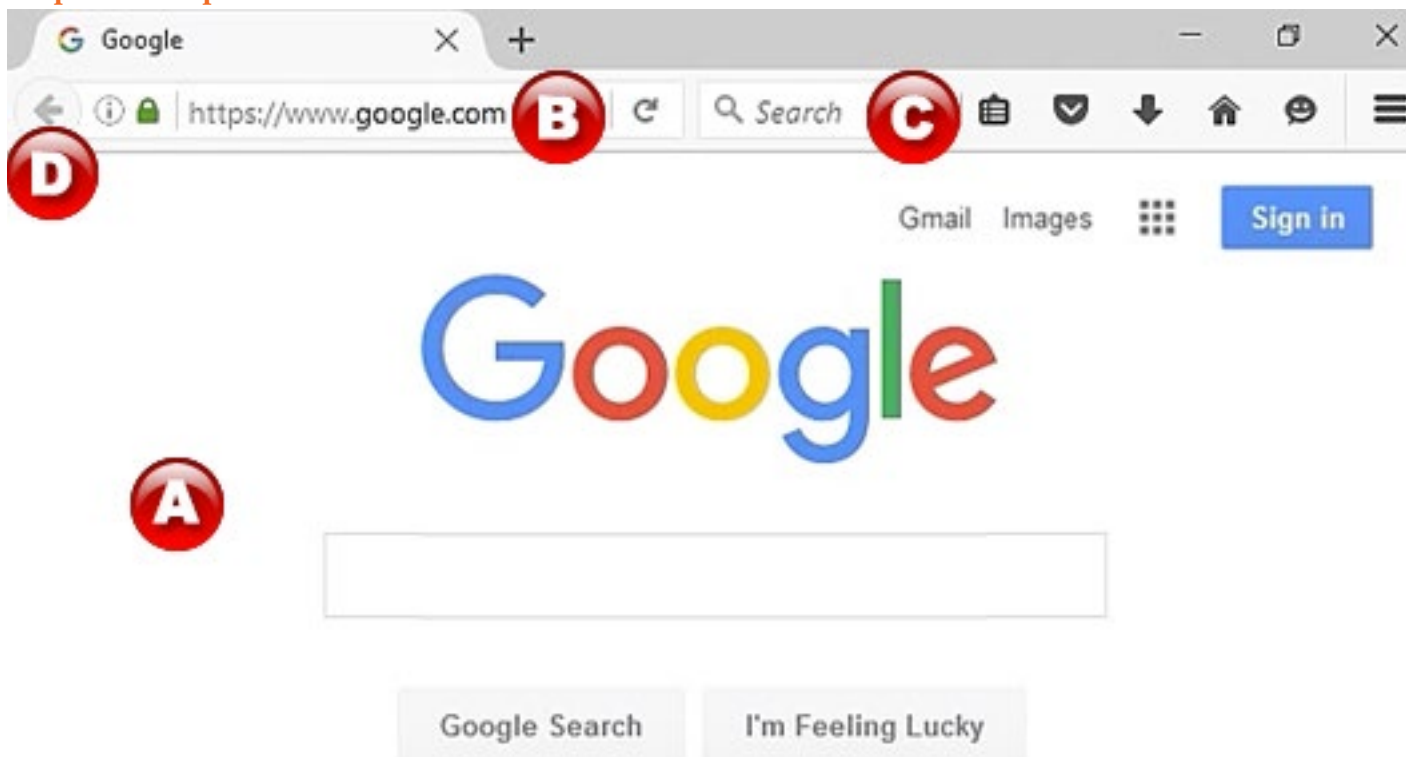 Google
https://www.google.com
B
Search
C
D
Gmail Images
Sign in
Google
A
Google Search
I'm Feeling Lucky